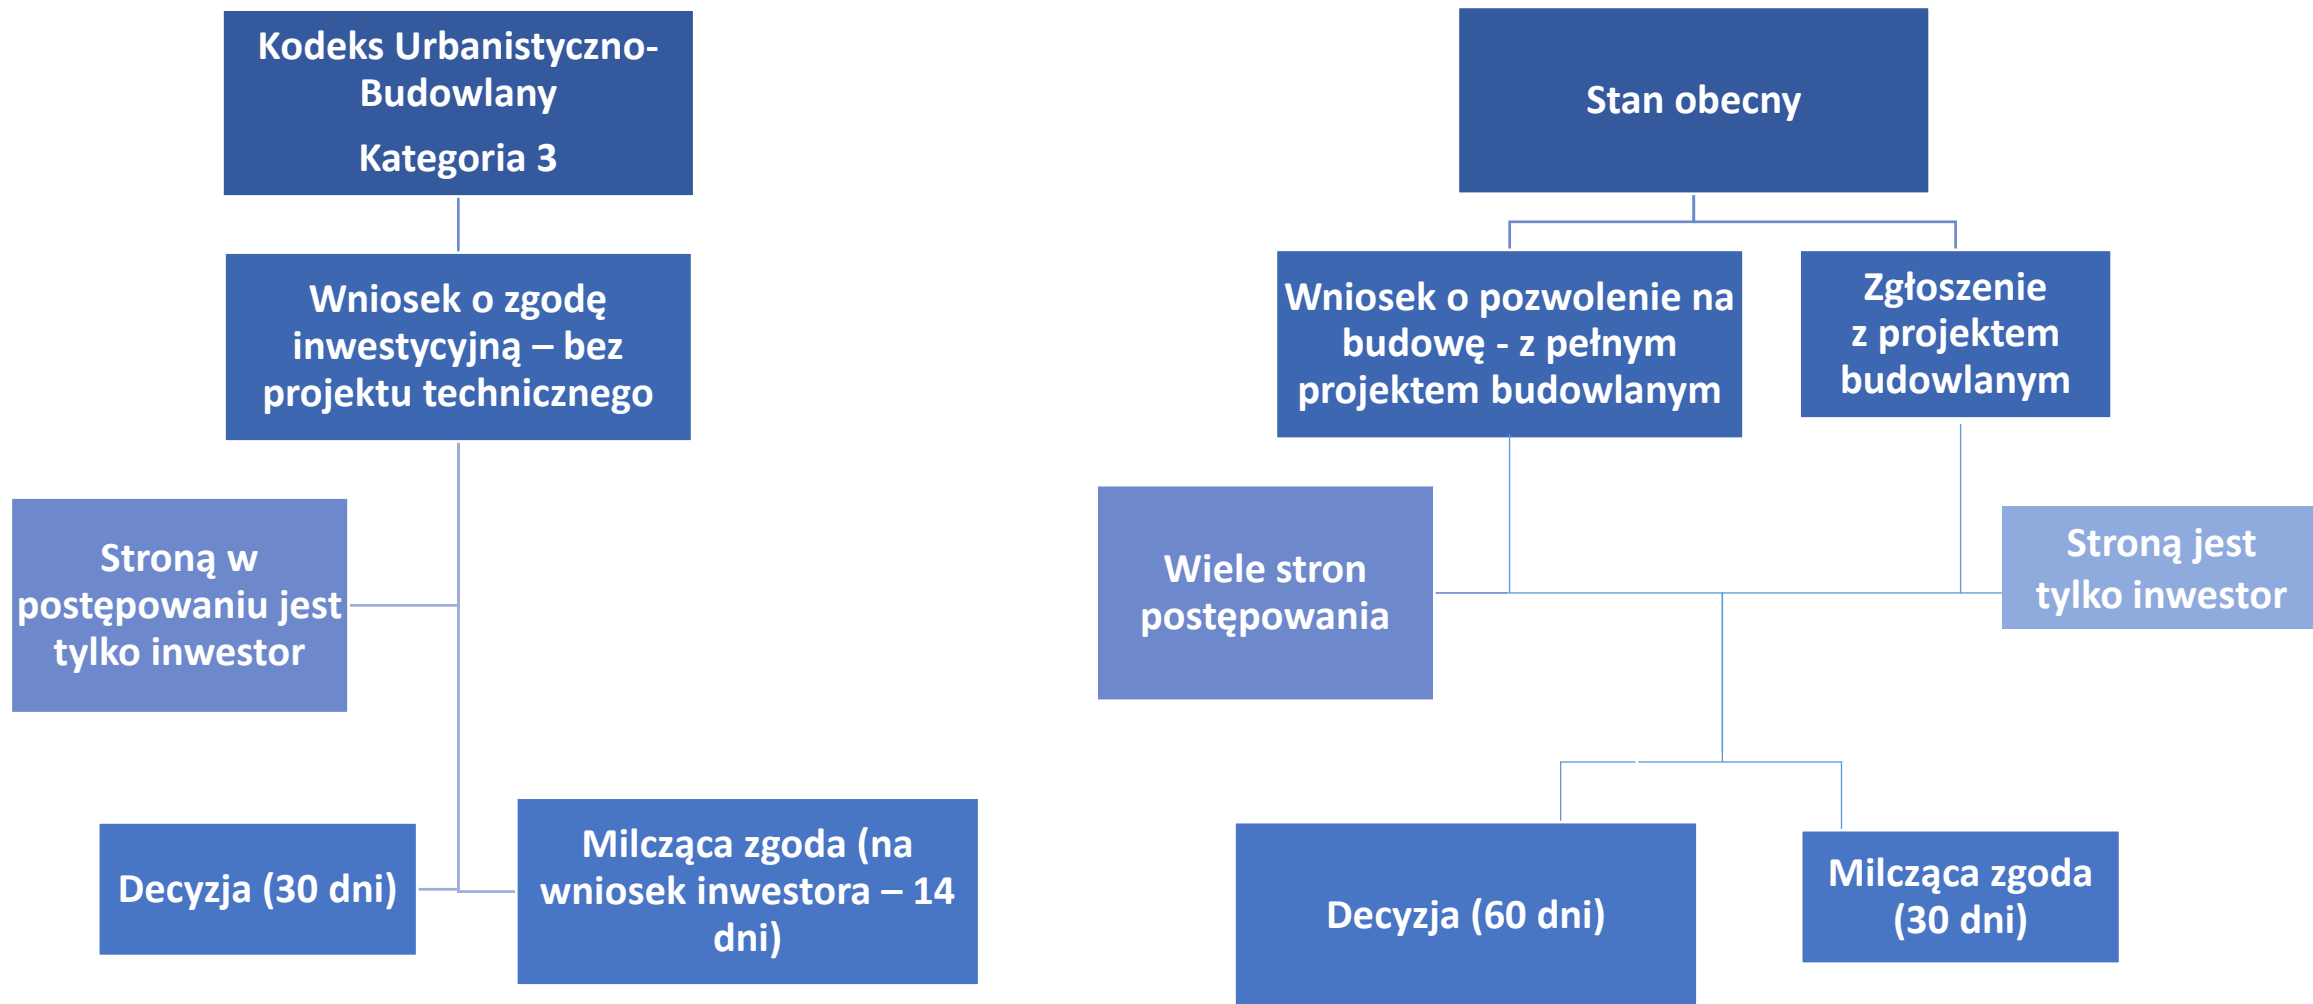 Kodeks Urbanistyczno-
Budowlany
Kategoria 3
Wniosek o zgodę
inwestycyjną – bez
projektu technicznego
Stroną w
postępowaniu jest
tylko inwestor
Decyzja (30 dni)
Milcząca zgoda (na
wniosek inwestora – 14
dni)
Stan obecny
Wniosek o pozwolenie na
budowę - z pełnym
projektem budowlanym
Zgłoszenie
z projektem
budowlanym
Wiele stron
postępowania
Stroną jest
tylko inwestor
Decyzja (60 dni)
Milcząca zgoda
(30 dni)